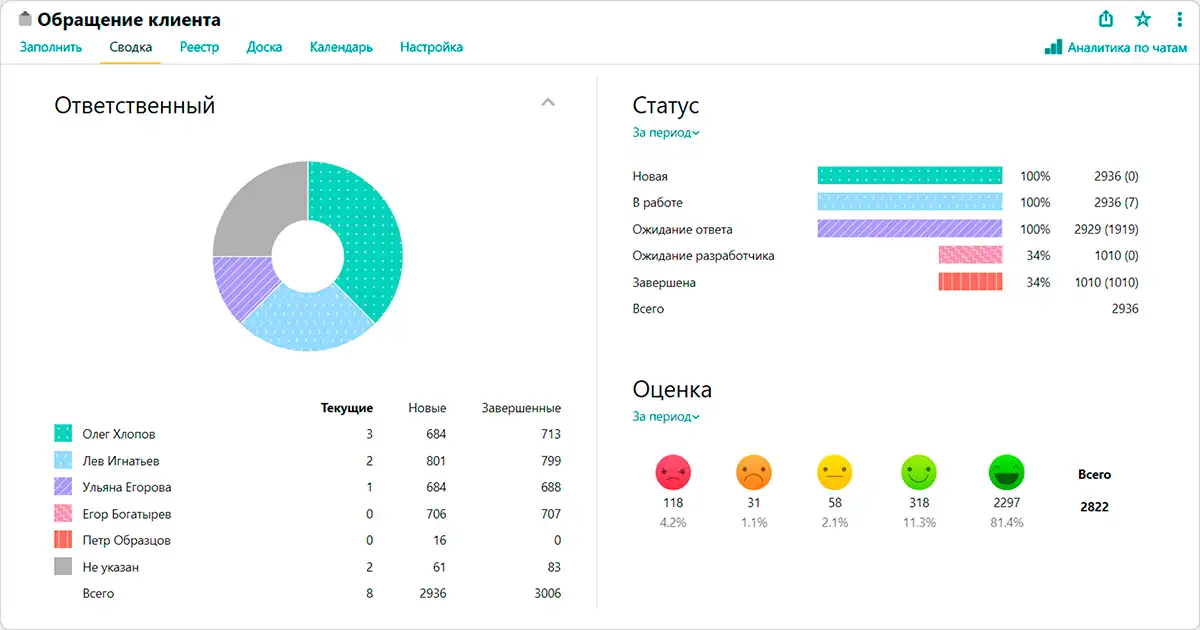 Обращение клиента
Заполнить Сводка Реестр Доска Календарь Настройка
Аналитика по чатам
Ответственный
Текущие Новые Завершенные
Олег Хлопов 3 684 713
Лев Игнатьев 2 801 799
Ульяна Егорова 1 684 688
Егор Богатырев 0 706 707
Петр Образцов 0 16 0
Не указан 2 61 83
Всего 8 2936 3006
Статус
За период
Новая 100% 2936 (0)
В работе 100% 2936 (7)
Ожидание ответа 100% 2929 (1919)
Ожидание разработчика 34% 1010 (0)
Завершена 34% 1010 (1010)
Всего 2936
Оценка
За период
Всего
118 31 58 318 2297 2822
4.2% 1.1% 2.1% 11.3% 81.4%